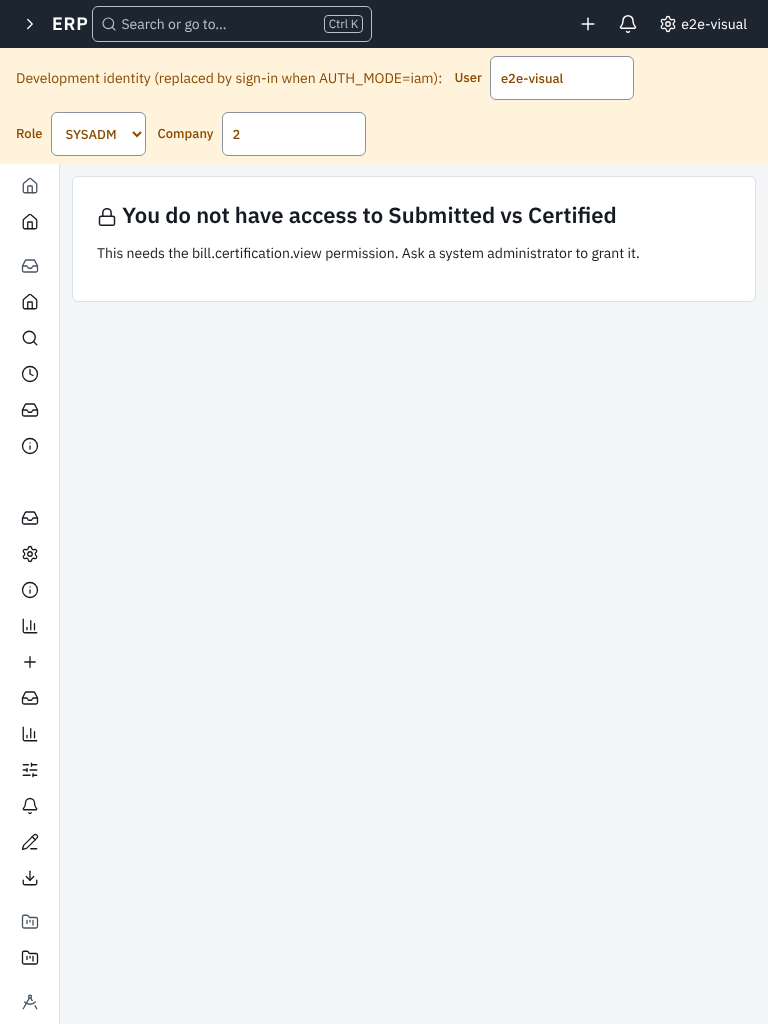 ERP Search or go to... Ctrl K e2e-visual
Development identity (replaced by sign-in when AUTH_MODE=iam): User e2e-visual
Role SYSADM Company 2
You do not have access to Submitted vs Certified
This needs the bill.certification.view permission. Ask a system administrator to grant it.